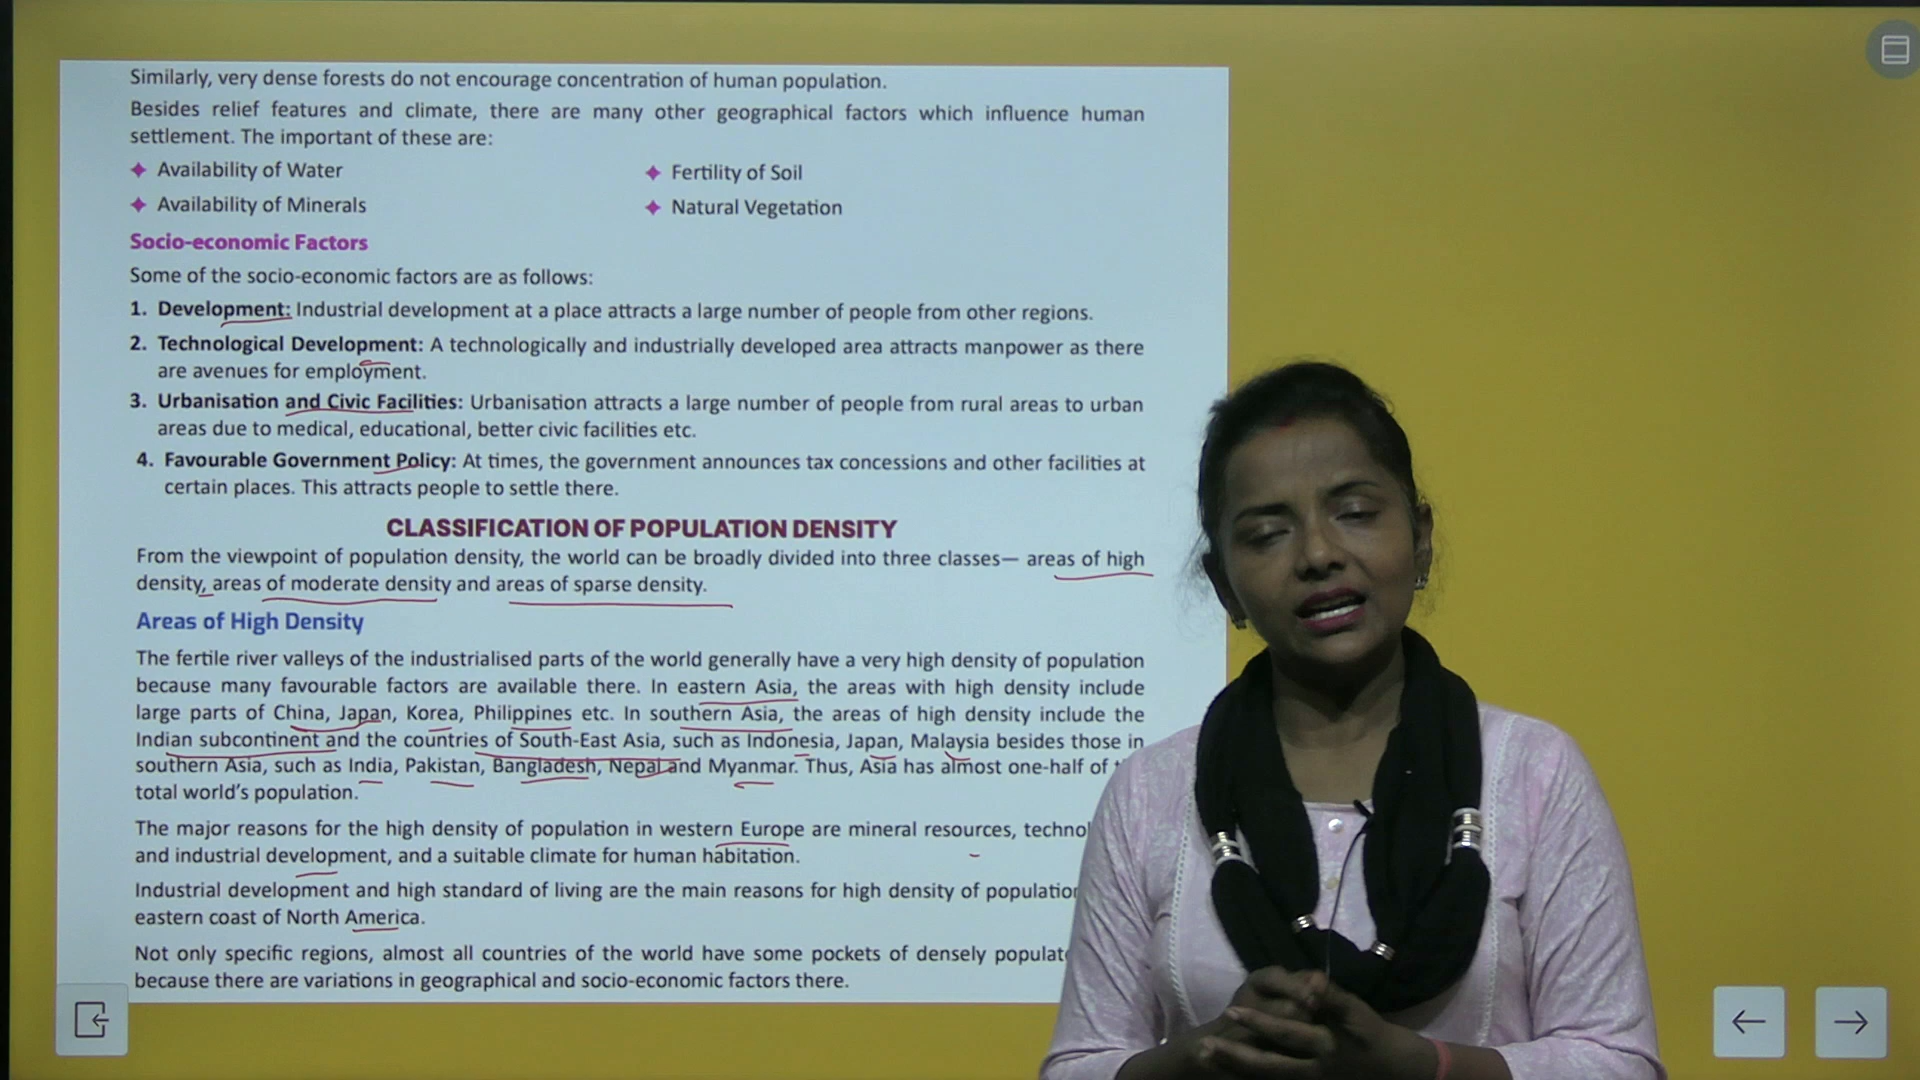 Similarly, very dense forests do not encourage concentration of human population.
Besides relief features and climate, there are many other geographical factors which influence human
settlement. The important of these are:
Availability of Water
Fertility of Soil
Availability of Minerals
Natural Vegetation
Socio-economic Factors
Some of the socio-economic factors are as follows:
1. Development: Industrial development at a place attracts a large number of people from other regions.
2. Technological Development: A technologically and industrially developed area attracts manpower as there
are avenues for employment.
3. Urbanisation and Civic Facilities: Urbanisation attracts a large number of people from rural areas to urban
areas due to medical, educational, better civic facilities etc.
4. Favourable Government Policy: At times, the government announces tax concessions and other facilities at
certain places. This attracts people to settle there.
CLASSIFICATION OF POPULATION DENSITY
From the viewpoint of population density, the world can be broadly divided into three classes— areas of high
density, areas of moderate density and areas of sparse density.
Areas of High Density
The fertile river valleys of the industrialised parts of the world generally have a very high density of population
because many favourable factors are available there. In eastern Asia, the areas with high density include
large parts of China, Japan, Korea, Philippines etc. In southern Asia, the areas of high density include the
Indian subcontinent and the countries of South-East Asia, such as Indonesia, Japan, Malaysia besides those in
southern Asia, such as India, Pakistan, Bangladesh, Nepal and Myanmar. Thus, Asia has almost one-half of
total world's population.
The major reasons for the high density of population in western Europe are mineral resources,
and industrial development, and a suitable climate for human habitation.
Industrial development and high standard of living are the main reasons for high density of
eastern coast of North America.
Not only specific regions, almost all countries of the world have some pockets of densely
because there are variations in geographical and socio-economic factors there.